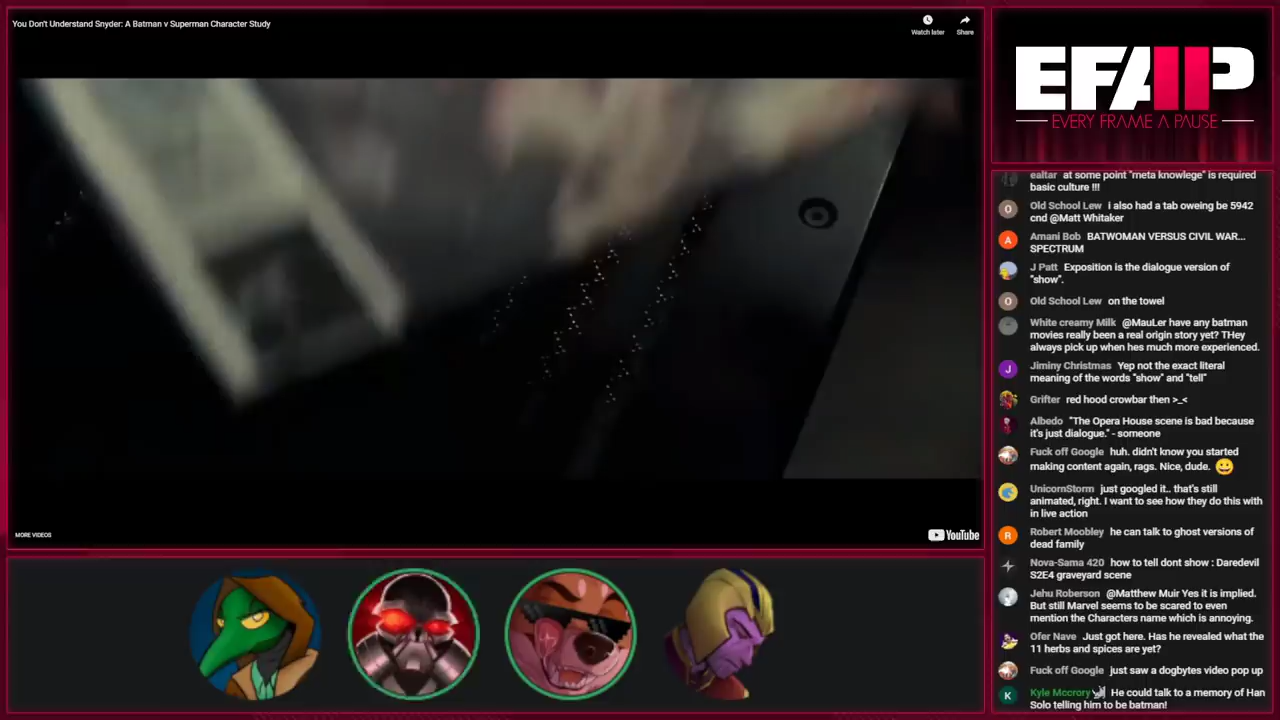 You Don't Understand Snyder: A Batman v Superman Character Study
Watch later
Share
MORE VIDEOS
YouTube
EFAP
EVERY FRAME A PAUSE
ealtar at some point "meta knowlege" is required
basic culture !!!
Old School Lew i also had a tab oweing be 5942
cnd @Matt Whitaker
Amani Bob BATWOMAN VERSUS CIVIL WAR...
SPECTRUM
J Patt Exposition is the dialogue version of
"show".
Old School Lew on the towel
White creamy Milk @MauLer have any batman
movies really been a real origin story yet? THey
always pick up when hes much more experienced.
Jiminy Christmas Yep not the exact literal
meaning of the words "show" and "tell"
Grifter red hood crowbar then >_<
Albedo "The Opera House scene is bad because
it's just dialogue." - someone
Fuck off Google huh. didn't know you started
making content again, rags. Nice, dude. 😀
UnicornStorm just googled it.. that's still
animated, right. I want to see how they do this with
in live action
Robert Moobley he can talk to ghost versions of
dead family
Nova-Sama 420 how to tell dont show : Daredevil
S2E4 graveyard scene
Jehu Roberson @Matthew Muir Yes it is implied.
But still Marvel seems to be scared to even
mention the Characters name which is annoying.
Ofer Nave Just got here. Has he revealed what the
11 herbs and spices are yet?
Fuck off Google just saw a dogbytes video pop up
Kyle Mccrory He could talk to a memory of Han
Solo telling him to be batman!